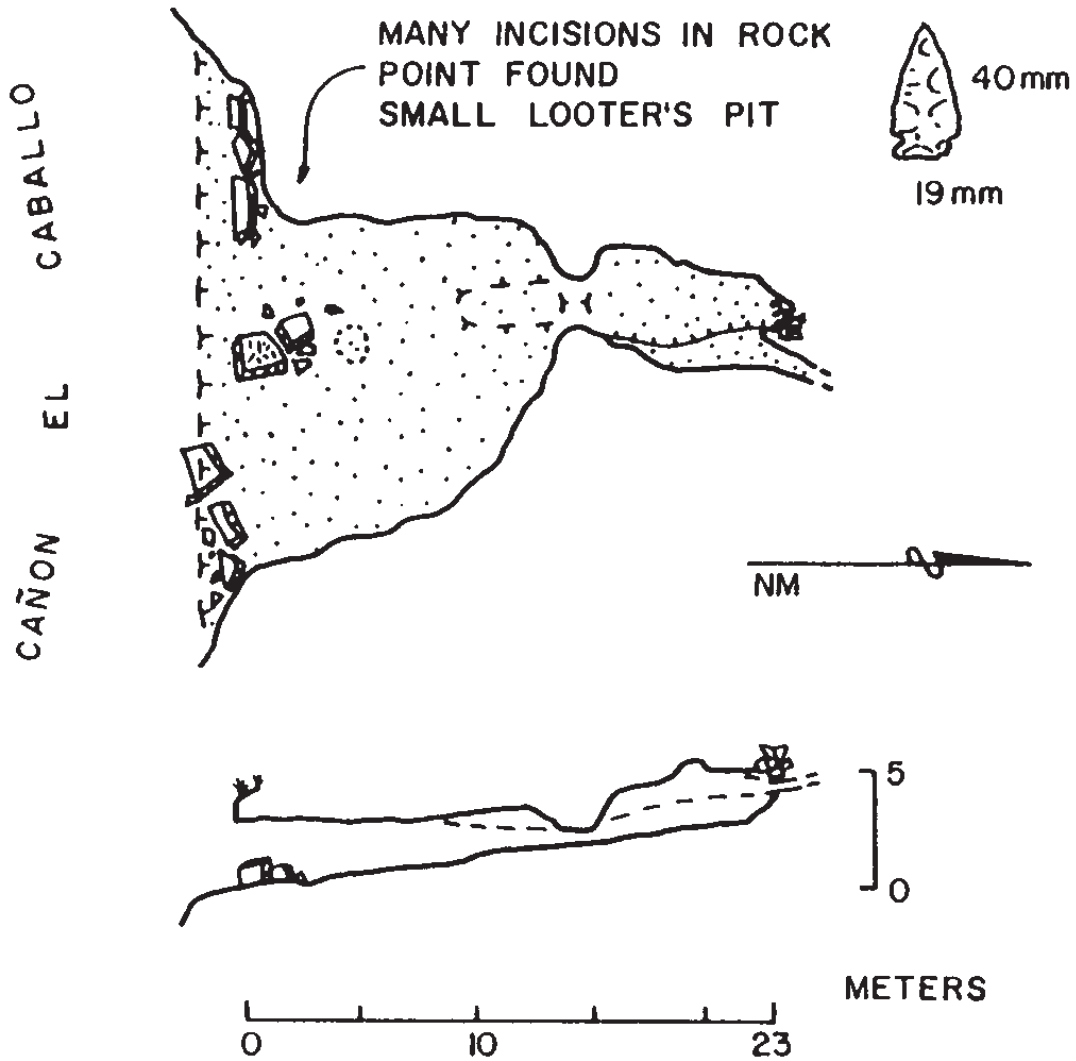 MANY INCISIONS IN ROCK
POINT FOUND
SMALL LOOTER'S PIT
40mm
19mm
CAÑON EL CABALLO
NM
5
0
METERS
0 10 23